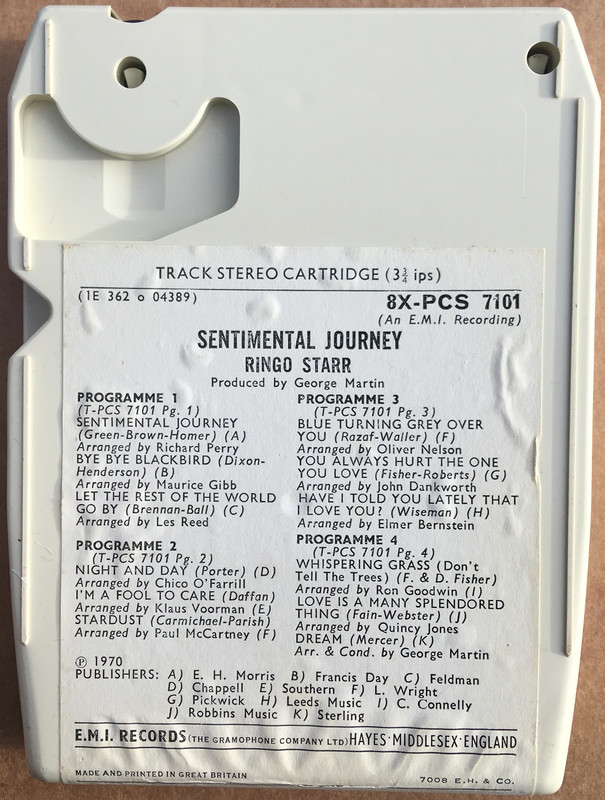 TRACK STEREO CARTRIDGE (3¾ ips)
(1E 362 o 04389)
8X-PCS 7101
(An E.M.I. Recording)
SENTIMENTAL JOURNEY
RINGO STARR
Produced by George Martin
PROGRAMME 1
(T-PCS 7101 Pg. 1)
SENTIMENTAL JOURNEY
(Green-Brown-Homer) (A)
Arranged by Richard Perry
BYE BYE BLACKBIRD (Dixon-
Henderson) (B)
Arranged by Maurice Gibb
LET THE REST OF THE WORLD
GO BY (Brennan-Ball) (C)
Arranged by Les Reed
PROGRAMME 2
(T-PCS 7101 Pg. 2)
NIGHT AND DAY (Porter) (D)
Arranged by Chico O'Farrill
I'M A FOOL TO CARE (Daffan)
Arranged by Klaus Voorman (E)
STARDUST (Carmichael-Parish)
Arranged by Paul McCartney (F)
PROGRAMME 3
(T-PCS 7101 Pg. 3)
BLUE TURNING GREY OVER
YOU (Razaf-Waller) (F)
Arranged by Oliver Nelson
YOU ALWAYS HURT THE ONE
YOU LOVE (Fisher-Roberts) (G)
Arranged by John Dankworth
HAVE I TOLD YOU LATELY THAT
I LOVE YOU? (Wiseman) (H)
Arranged by Elmer Bernstein
PROGRAMME 4
(T-PCS 7101 Pg. 4)
WHISPERING GRASS (Don't
Tell The Trees) (F. & D. Fisher)
Arranged by Ron Goodwin (I)
LOVE IS A MANY SPLENDORED
THING (Fain-Webster) (J)
Arranged by Quincy Jones
DREAM (Mercer) (K)
Arr. & Cond. by George Martin
℗ 1970
PUBLISHERS: A) E. H. Morris B) Francis Day C) Feldman
D) Chappell E) Southern F) L. Wright
G) Pickwick H) Leeds Music I) C. Connelly
J) Robbins Music K) Sterling
E.M.I. RECORDS (THE GRAMOPHONE COMPANY LTD) HAYES·MIDDLESEX·ENGLAND
MADE AND PRINTED IN GREAT BRITAIN
7008 E.H. & CO.